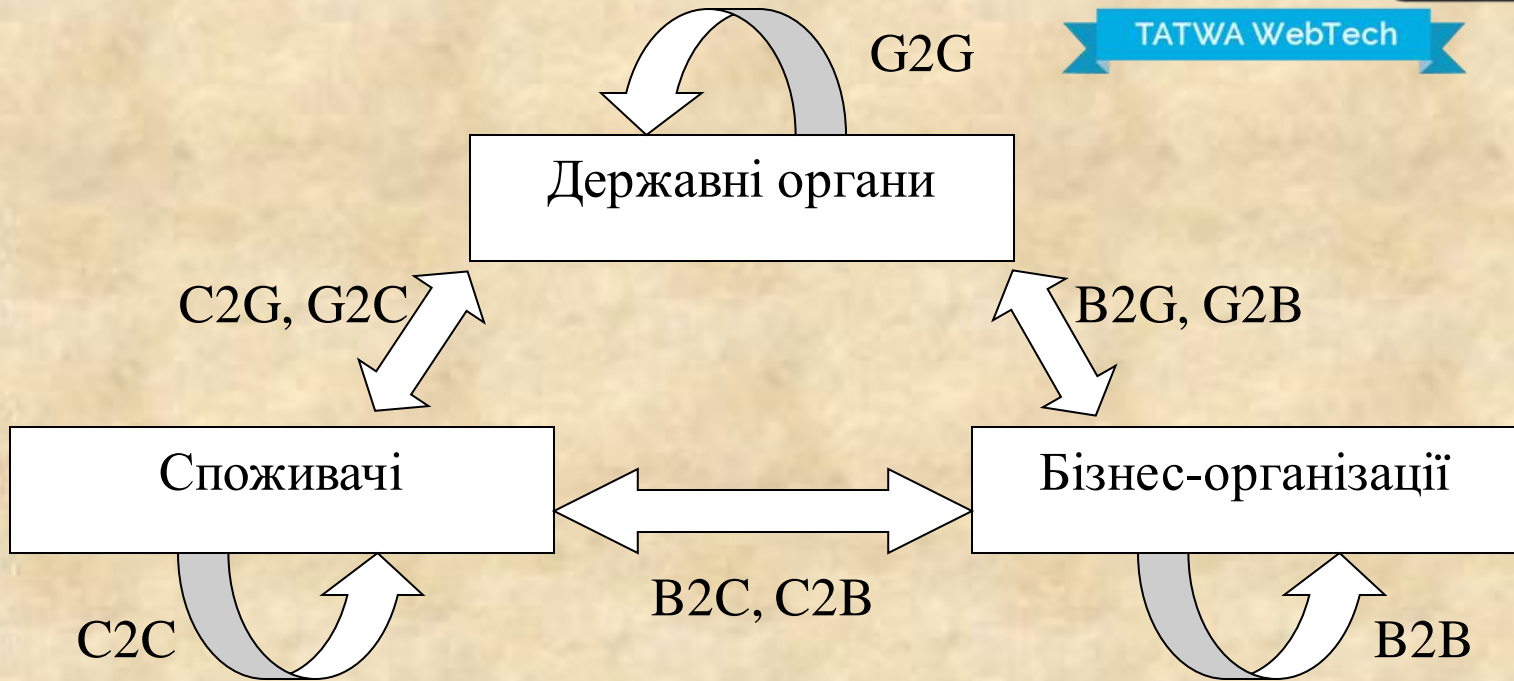 G2G
TATWA WebTech
Державні органи
C2G, G2C
B2G, G2B
Споживачі
Бізнес-організації
B2C, C2B
C2C
B2B